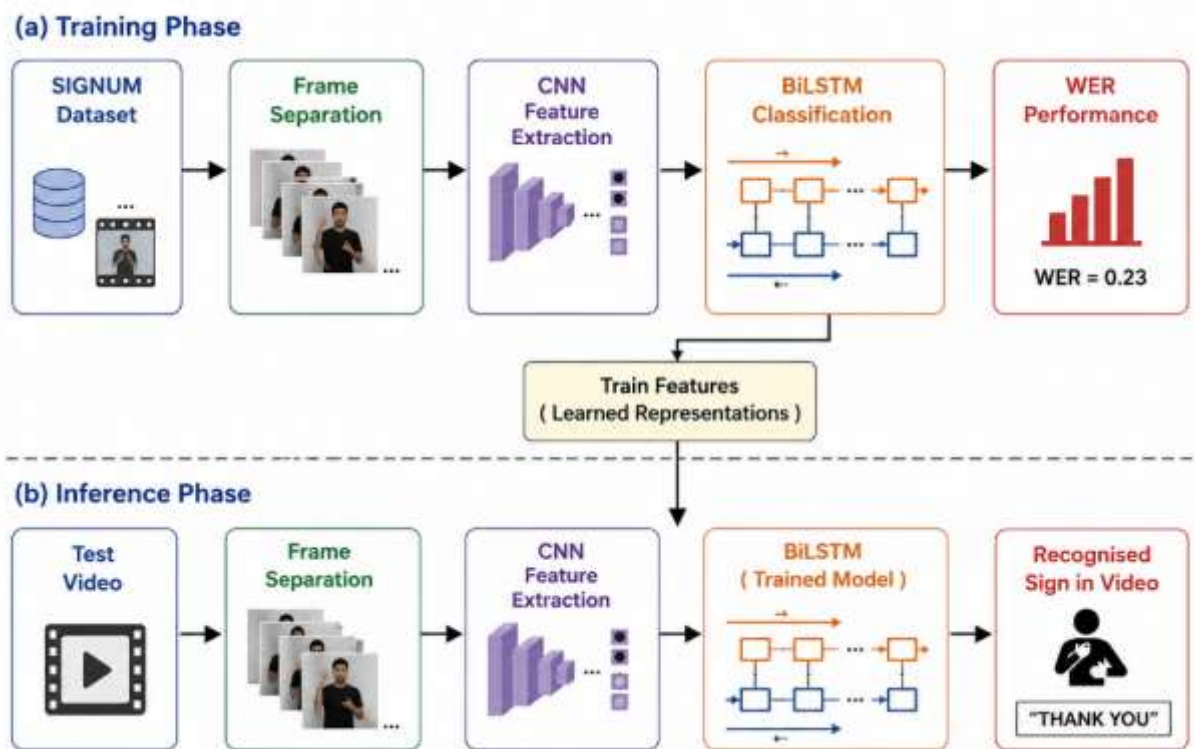 (a) Training Phase
SIGNUM
Dataset
...
Frame
Separation
...
CNN
Feature
Extraction
...
BiLSTM
Classification
...
...
WER
Performance
WER = 0.23
Train Features
( Learned Representations )
(b) Inference Phase
Test
Video
Frame
Separation
...
CNN
Feature
Extraction
...
BiLSTM
( Trained Model )
...
...
Recognised
Sign in Video
"THANK YOU"